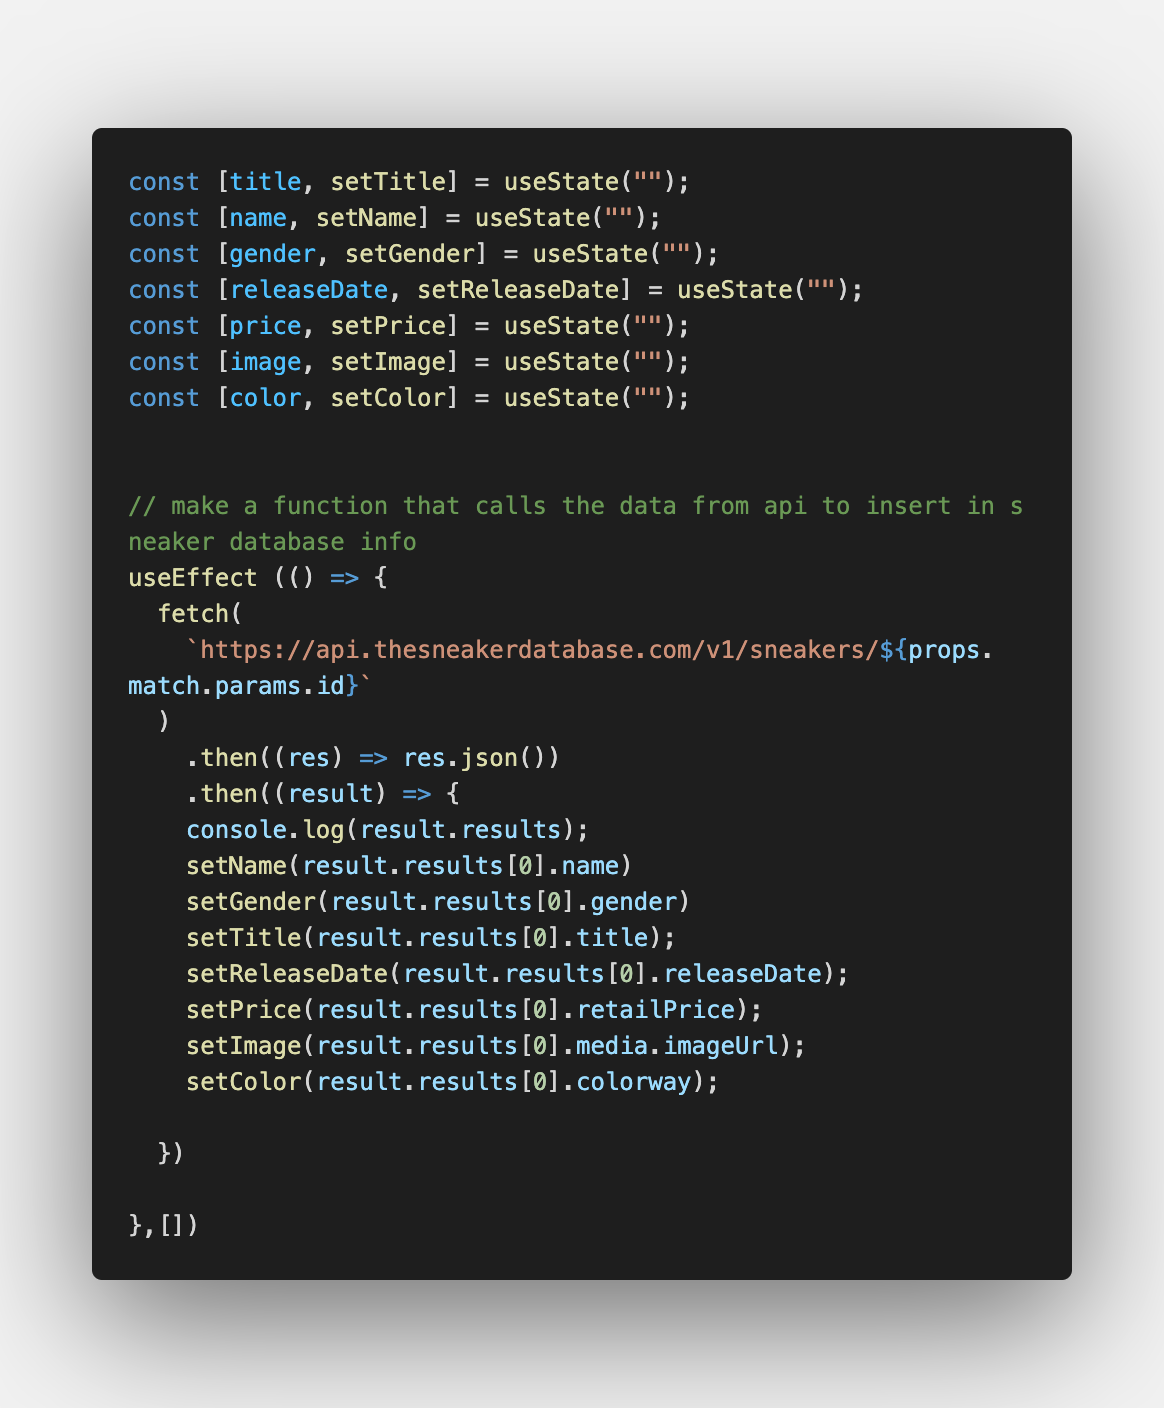 const [title, setTitle] = useState("");
const [name, setName] = useState("");
const [gender, setGender] = useState("");
const [releaseDate, setReleaseDate] = useState("");
const [price, setPrice] = useState("");
const [image, setImage] = useState("");
const [color, setColor] = useState("");
// make a function that calls the data from api to insert in s
neaker database info
useEffect (() => {
  fetch(
    `https://api.thesneakerdatabase.com/v1/sneakers/${props.
match.params.id}`
  )
    .then((res) => res.json())
    .then((result) => {
    console.log(result.results);
    setName(result.results[0].name)
    setGender(result.results[0].gender)
    setTitle(result.results[0].title);
    setReleaseDate(result.results[0].releaseDate);
    setPrice(result.results[0].retailPrice);
    setImage(result.results[0].media.imageUrl);
    setColor(result.results[0].colorway);
  })
},[])